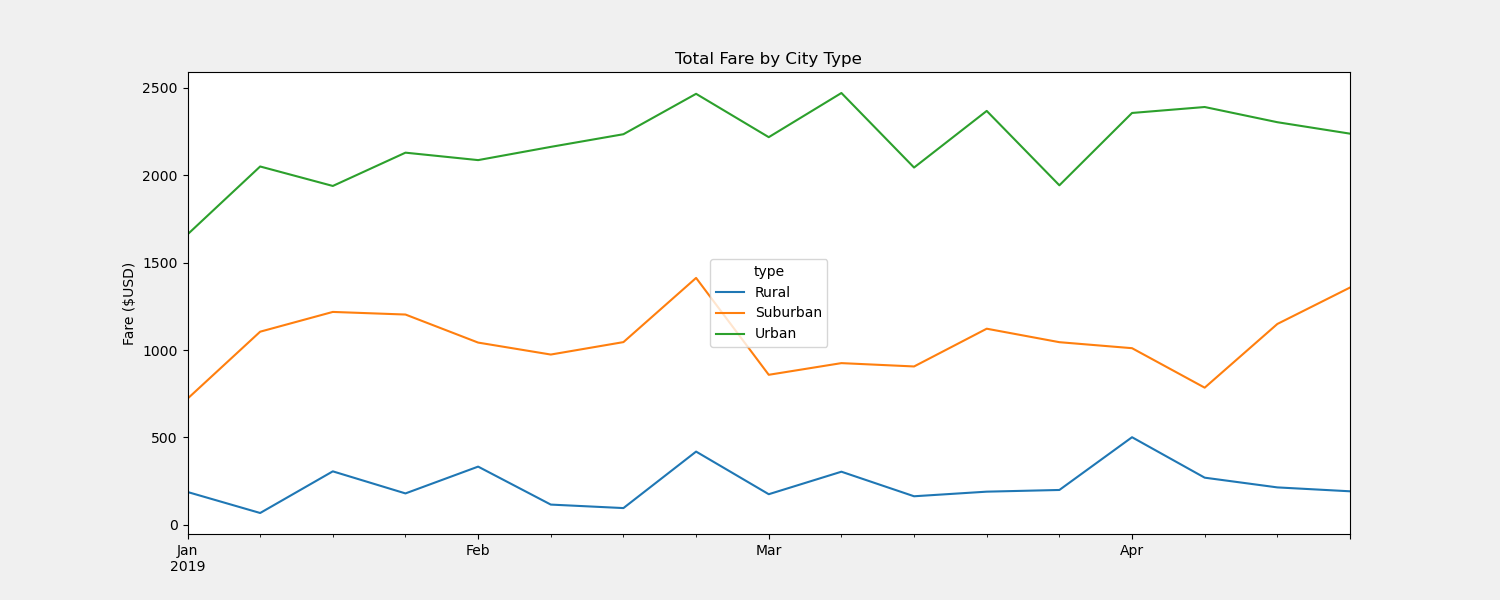 Total Fare by City Type
2500
2000
1500
1000
500
0
Fare ($USD)
type
Rural
Suburban
Urban
Jan
2019
Feb
Mar
Apr